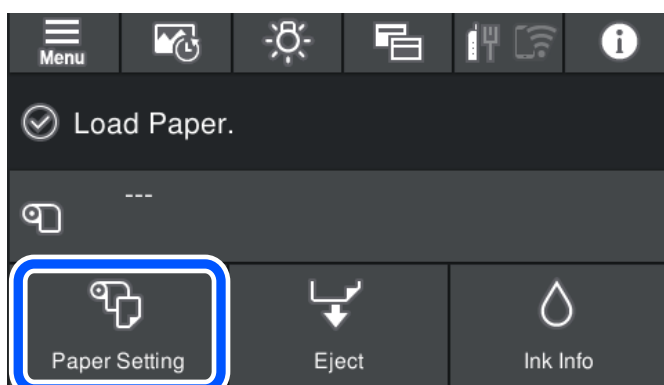 Menu
Load Paper.
---
Paper Setting
Eject
Ink Info